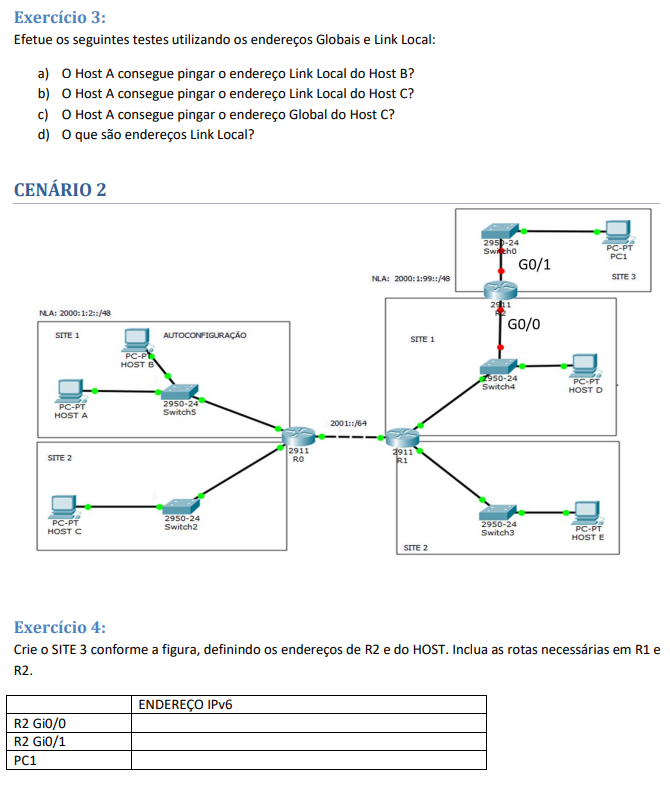 Exercício 3:
Efetue os seguintes testes utilizando os endereços Globais e Link Local:
a) O Host A consegue pingar o endereço Link Local do Host B?
b) O Host A consegue pingar o endereço Link Local do Host C?
c) O Host A consegue pingar o endereço Global do Host C?
d) O que são endereços Link Local?
CENÁRIO 2
2950-24
Switch0
PC-PT
PC1
G0/1
SITE 3
NLA: 2000:1:99::/48
2911
R2
G0/0
NLA: 2000:1:2::/48
SITE 1
AUTOCONFIGURAÇÃO
PC-PT
HOST B
SITE 1
2950-24
Switch4
PC-PT
HOST D
PC-PT
HOST A
2950-24
Switch5
2001::/64
2911
R0
2911
R1
SITE 2
PC-PT
HOST C
2950-24
Switch2
2950-24
Switch3
PC-PT
HOST E
SITE 2
Exercício 4:
Crie o SITE 3 conforme a figura, definindo os endereços de R2 e do HOST. Inclua as rotas necessárias em R1 e
R2.
ENDEREÇO IPv6
R2 Gi0/0
R2 Gi0/1
PC1